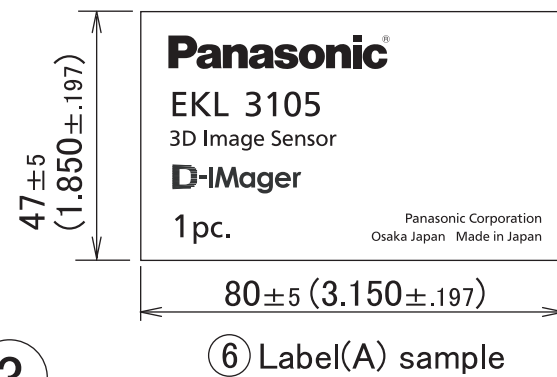 Panasonic®
EKL 3105
3D Image Sensor
D-IMager
1pc.
Panasonic Corporation
Osaka Japan Made in Japan
47±5
(1.850±.197)
80±5 (3.150±.197)
⑥ Label(A) sample